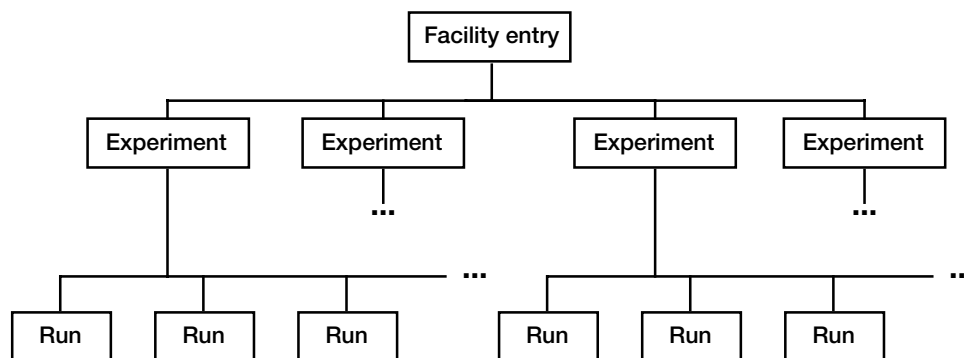 Facility entry
Experiment Experiment Experiment Experiment
... ...
... ...
Run Run Run Run Run Run